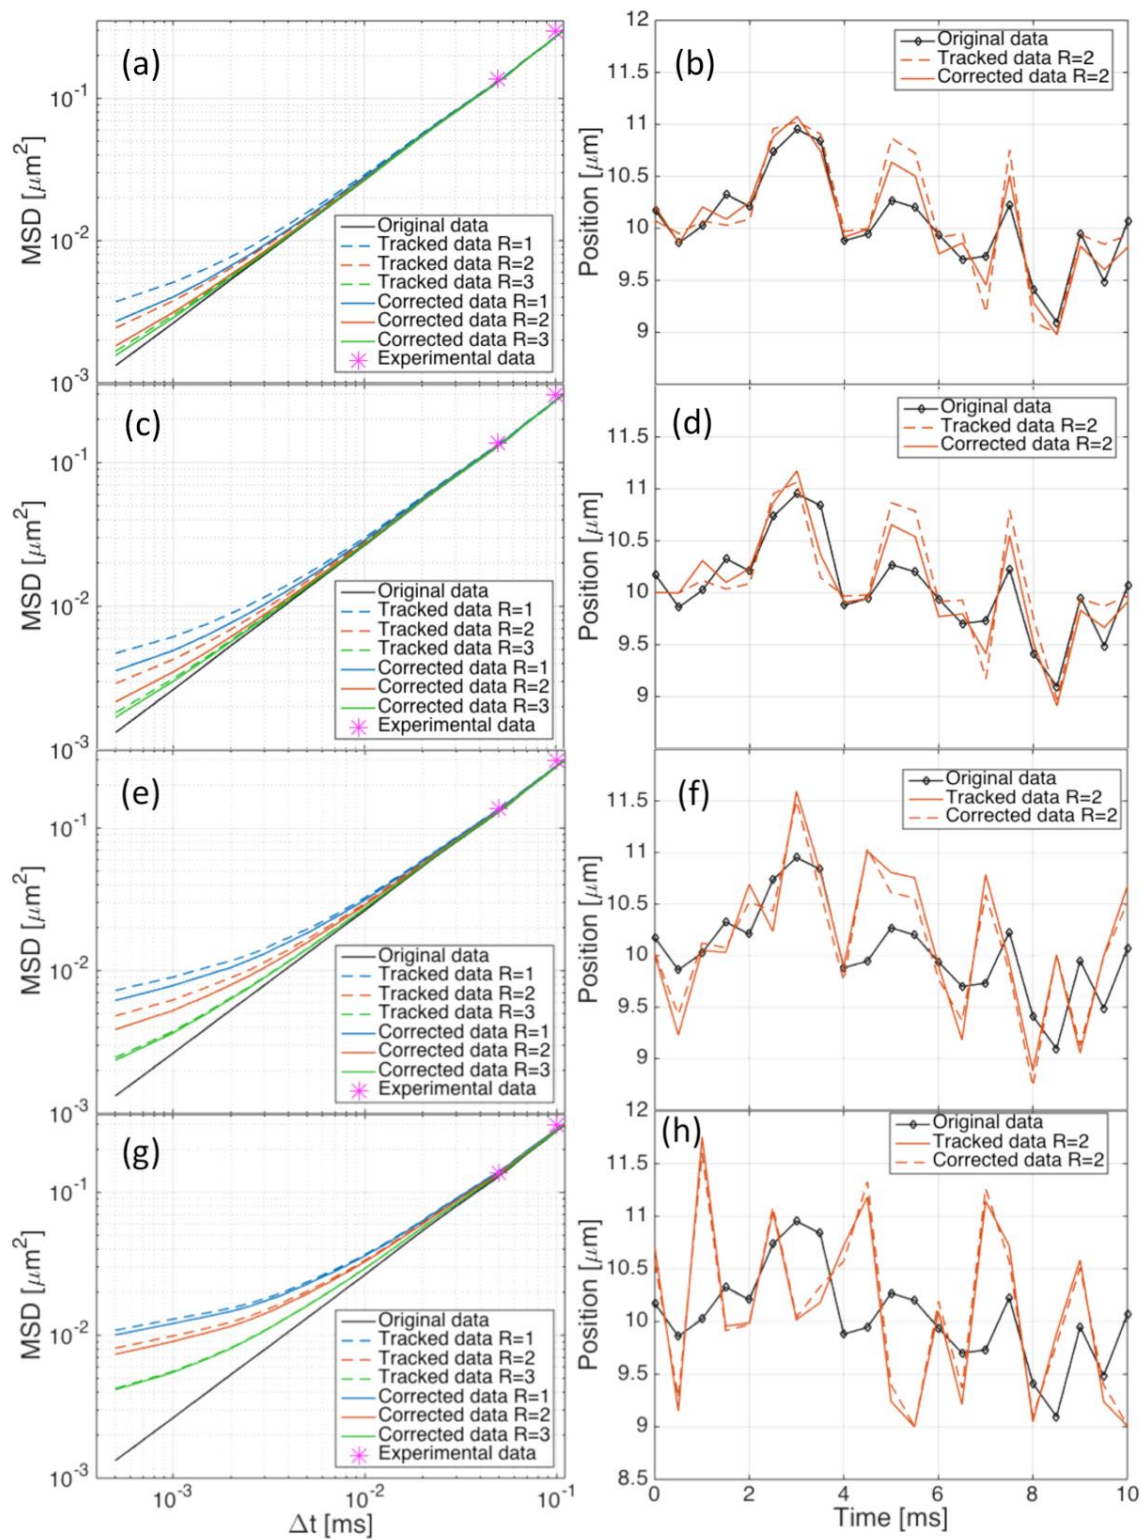 (a)
MSD [μm²]
10⁻¹
10⁻²
10⁻³
Original data
Tracked data R=1
Tracked data R=2
Tracked data R=3
Corrected data R=1
Corrected data R=2
Corrected data R=3
Experimental data
(b)
Position [μm]
12
11.5
11
10.5
10
9.5
9
Original data
Tracked data R=2
Corrected data R=2
(c)
MSD [μm²]
10⁻¹
10⁻²
10⁻³
Original data
Tracked data R=1
Tracked data R=2
Tracked data R=3
Corrected data R=1
Corrected data R=2
Corrected data R=3
Experimental data
(d)
Position [μm]
11.5
11
10.5
10
9.5
9
Original data
Tracked data R=2
Corrected data R=2
(e)
MSD [μm²]
10⁻¹
10⁻²
10⁻³
Original data
Tracked data R=1
Tracked data R=2
Tracked data R=3
Corrected data R=1
Corrected data R=2
Corrected data R=3
Experimental data
(f)
Position [μm]
11.5
11
10.5
10
9.5
9
Original data
Tracked data R=2
Corrected data R=2
(g)
MSD [μm²]
10⁻¹
10⁻²
10⁻³
Original data
Tracked data R=1
Tracked data R=2
Tracked data R=3
Corrected data R=1
Corrected data R=2
Corrected data R=3
Experimental data
10⁻³ 10⁻² 10⁻¹
Δt [ms]
(h)
Position [μm]
12
11.5
11
10.5
10
9.5
9
8.5
Original data
Tracked data R=2
Corrected data R=2
0 2 4 6 8 10
Time [ms]